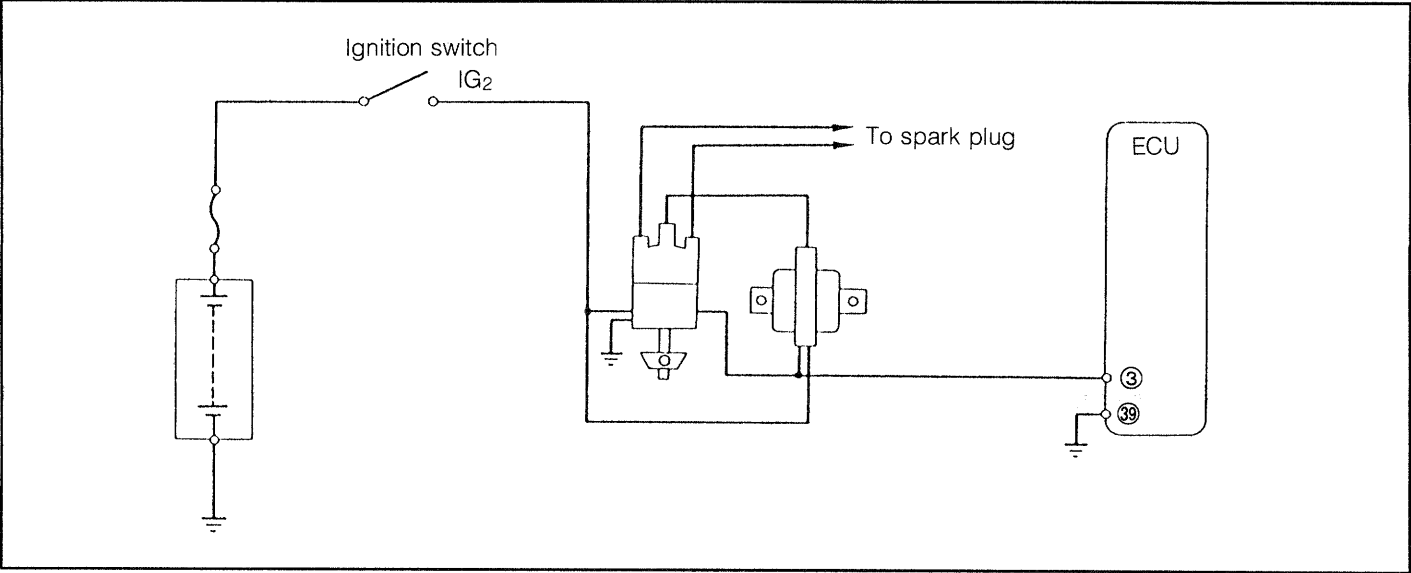 Ignition switch
IG₂
To spark plug
ECU
③
㊴